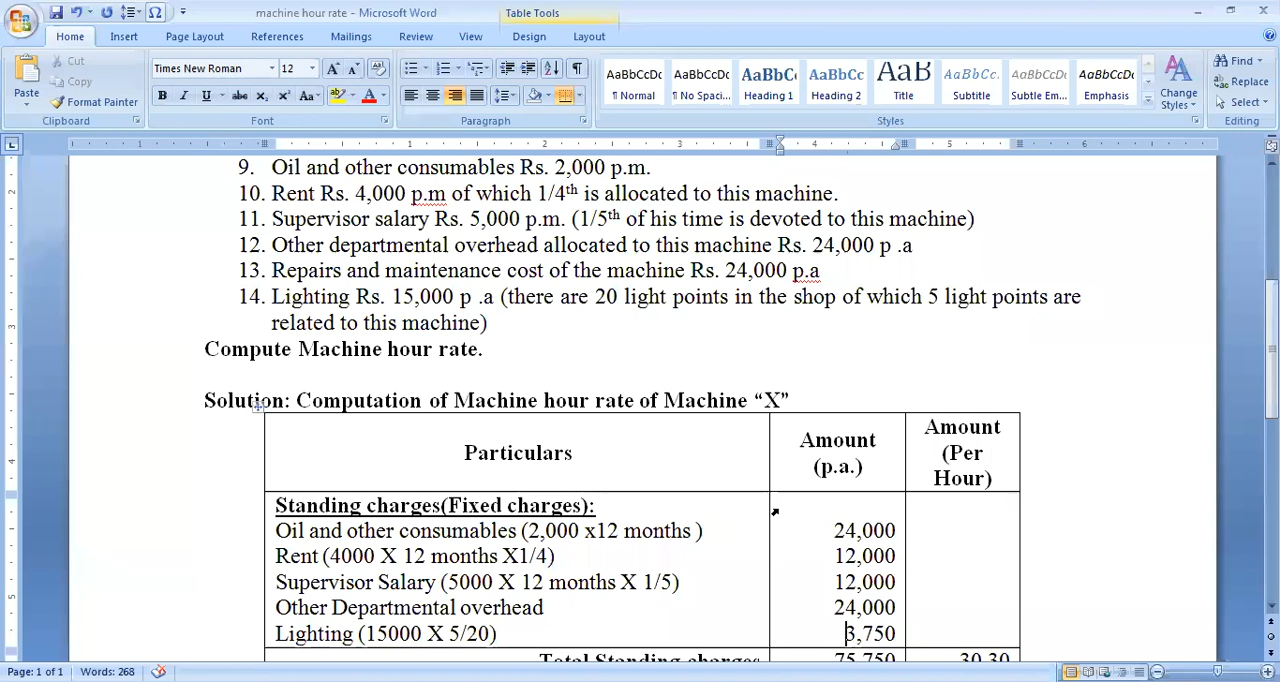 machine hour rate - Microsoft Word
Table Tools
Home Insert Page Layout References Mailings Review View Design Layout
Paste
Cut
Copy
Format Painter
Clipboard
Times New Roman 12
Font
Paragraph
AaBbCcDc AaBbCcDc AaBbC AaBbCc AaB AaBbCc. AaBbCcDc AaBbCcDc
¶ Normal ¶ No Spaci... Heading 1 Heading 2 Title Subtitle Subtle Em... Emphasis
Change Styles
Styles
Find
Replace
Select
Editing
9. Oil and other consumables Rs. 2,000 p.m.
10. Rent Rs. 4,000 p.m of which 1/4th is allocated to this machine.
11. Supervisor salary Rs. 5,000 p.m. (1/5th of his time is devoted to this machine)
12. Other departmental overhead allocated to this machine Rs. 24,000 p .a
13. Repairs and maintenance cost of the machine Rs. 24,000 p.a
14. Lighting Rs. 15,000 p .a (there are 20 light points in the shop of which 5 light points are
related to this machine)
Compute Machine hour rate.
Solution: Computation of Machine hour rate of Machine “X”
Particulars
Amount
(p.a.)
Amount
(Per
Hour)
Standing charges(Fixed charges):
Oil and other consumables (2,000 x12 months ) 24,000
Rent (4000 X 12 months X1/4) 12,000
Supervisor Salary (5000 X 12 months X 1/5) 12,000
Other Departmental overhead 24,000
Lighting (15000 X 5/20) 3,750
Total Standing charges 75,750 30.30
Page: 1 of 1 Words: 268